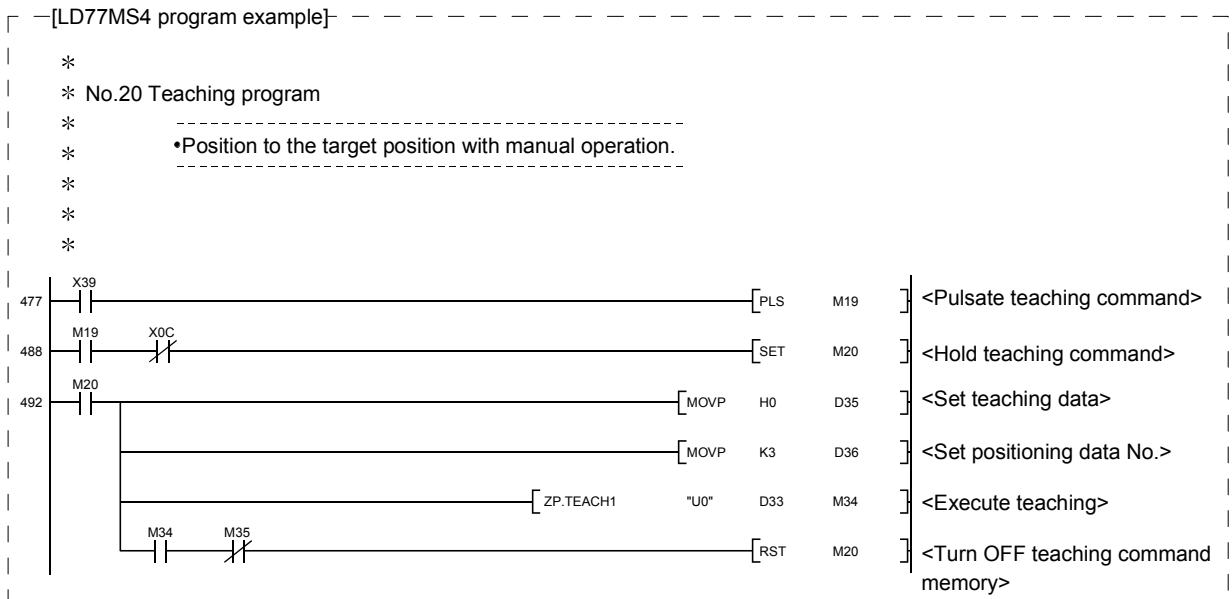 [LD77MS4 program example]
*
* No.20 Teaching program
*
* •Position to the target position with manual operation.
*
*
*
X39
477 PLS M19 <Pulsate teaching command>
M19 X0C
488 SET M20 <Hold teaching command>
M20
492 MOVP H0 D35 <Set teaching data>
MOVP K3 D36 <Set positioning data No.>
ZP.TEACH1 "U0" D33 M34 <Execute teaching>
M34 M35
RST M20 <Turn OFF teaching command
memory>